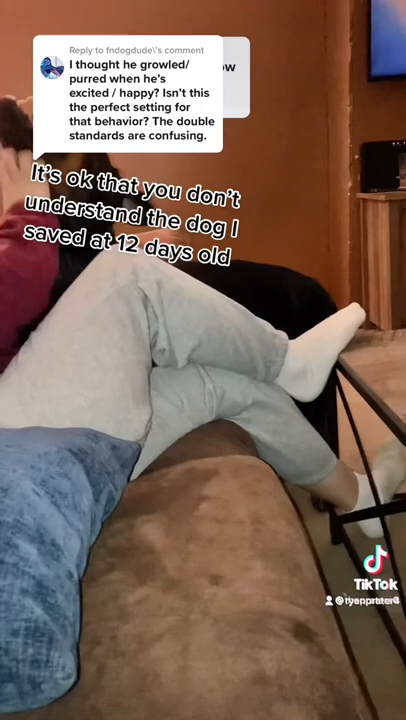 Reply to fndogdude\'s comment
I thought he growled/
purred when he's
excited / happy? Isn't this
the perfect setting for
that behavior? The double
standards are confusing.
ow
It's ok that you don't
understand the dog I
saved at 12 days old
TikTok